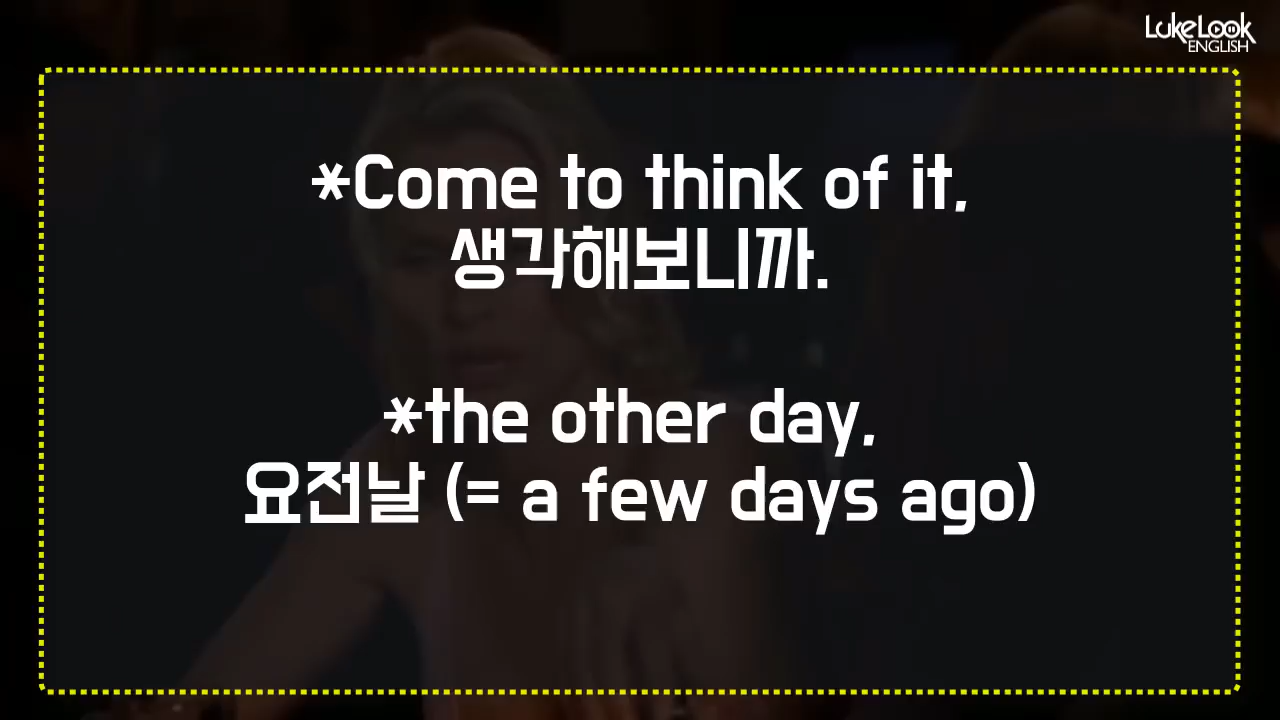 LukeLook
ENGLISH
*Come to think of it,
생각해보니까.
*the other day,
요전날 (= a few days ago)